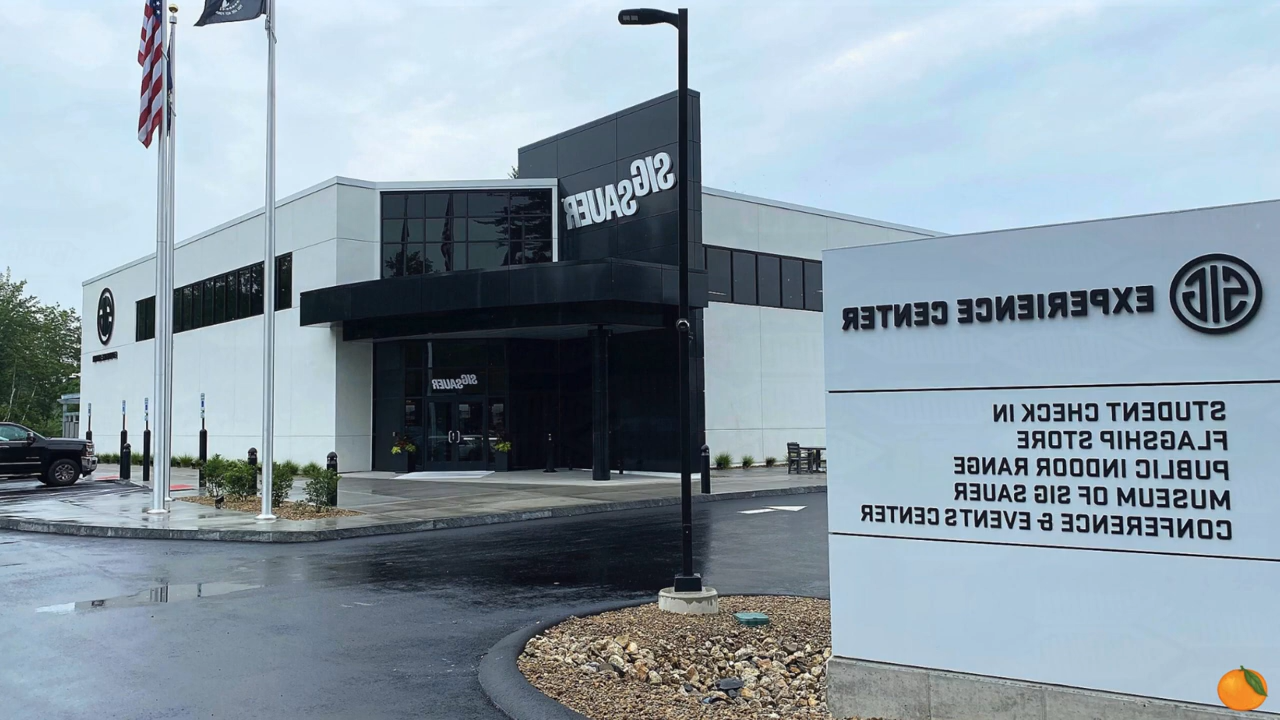 SIG
SAUER
SIG
SAUER
SIG
EXPERIENCE CENTER
STUDENT CHECK IN
FLAGSHIP STORE
PUBLIC INDOOR RANGE
MUSEUM OF SIG SAUER
CONFERENCE & EVENTS CENTER